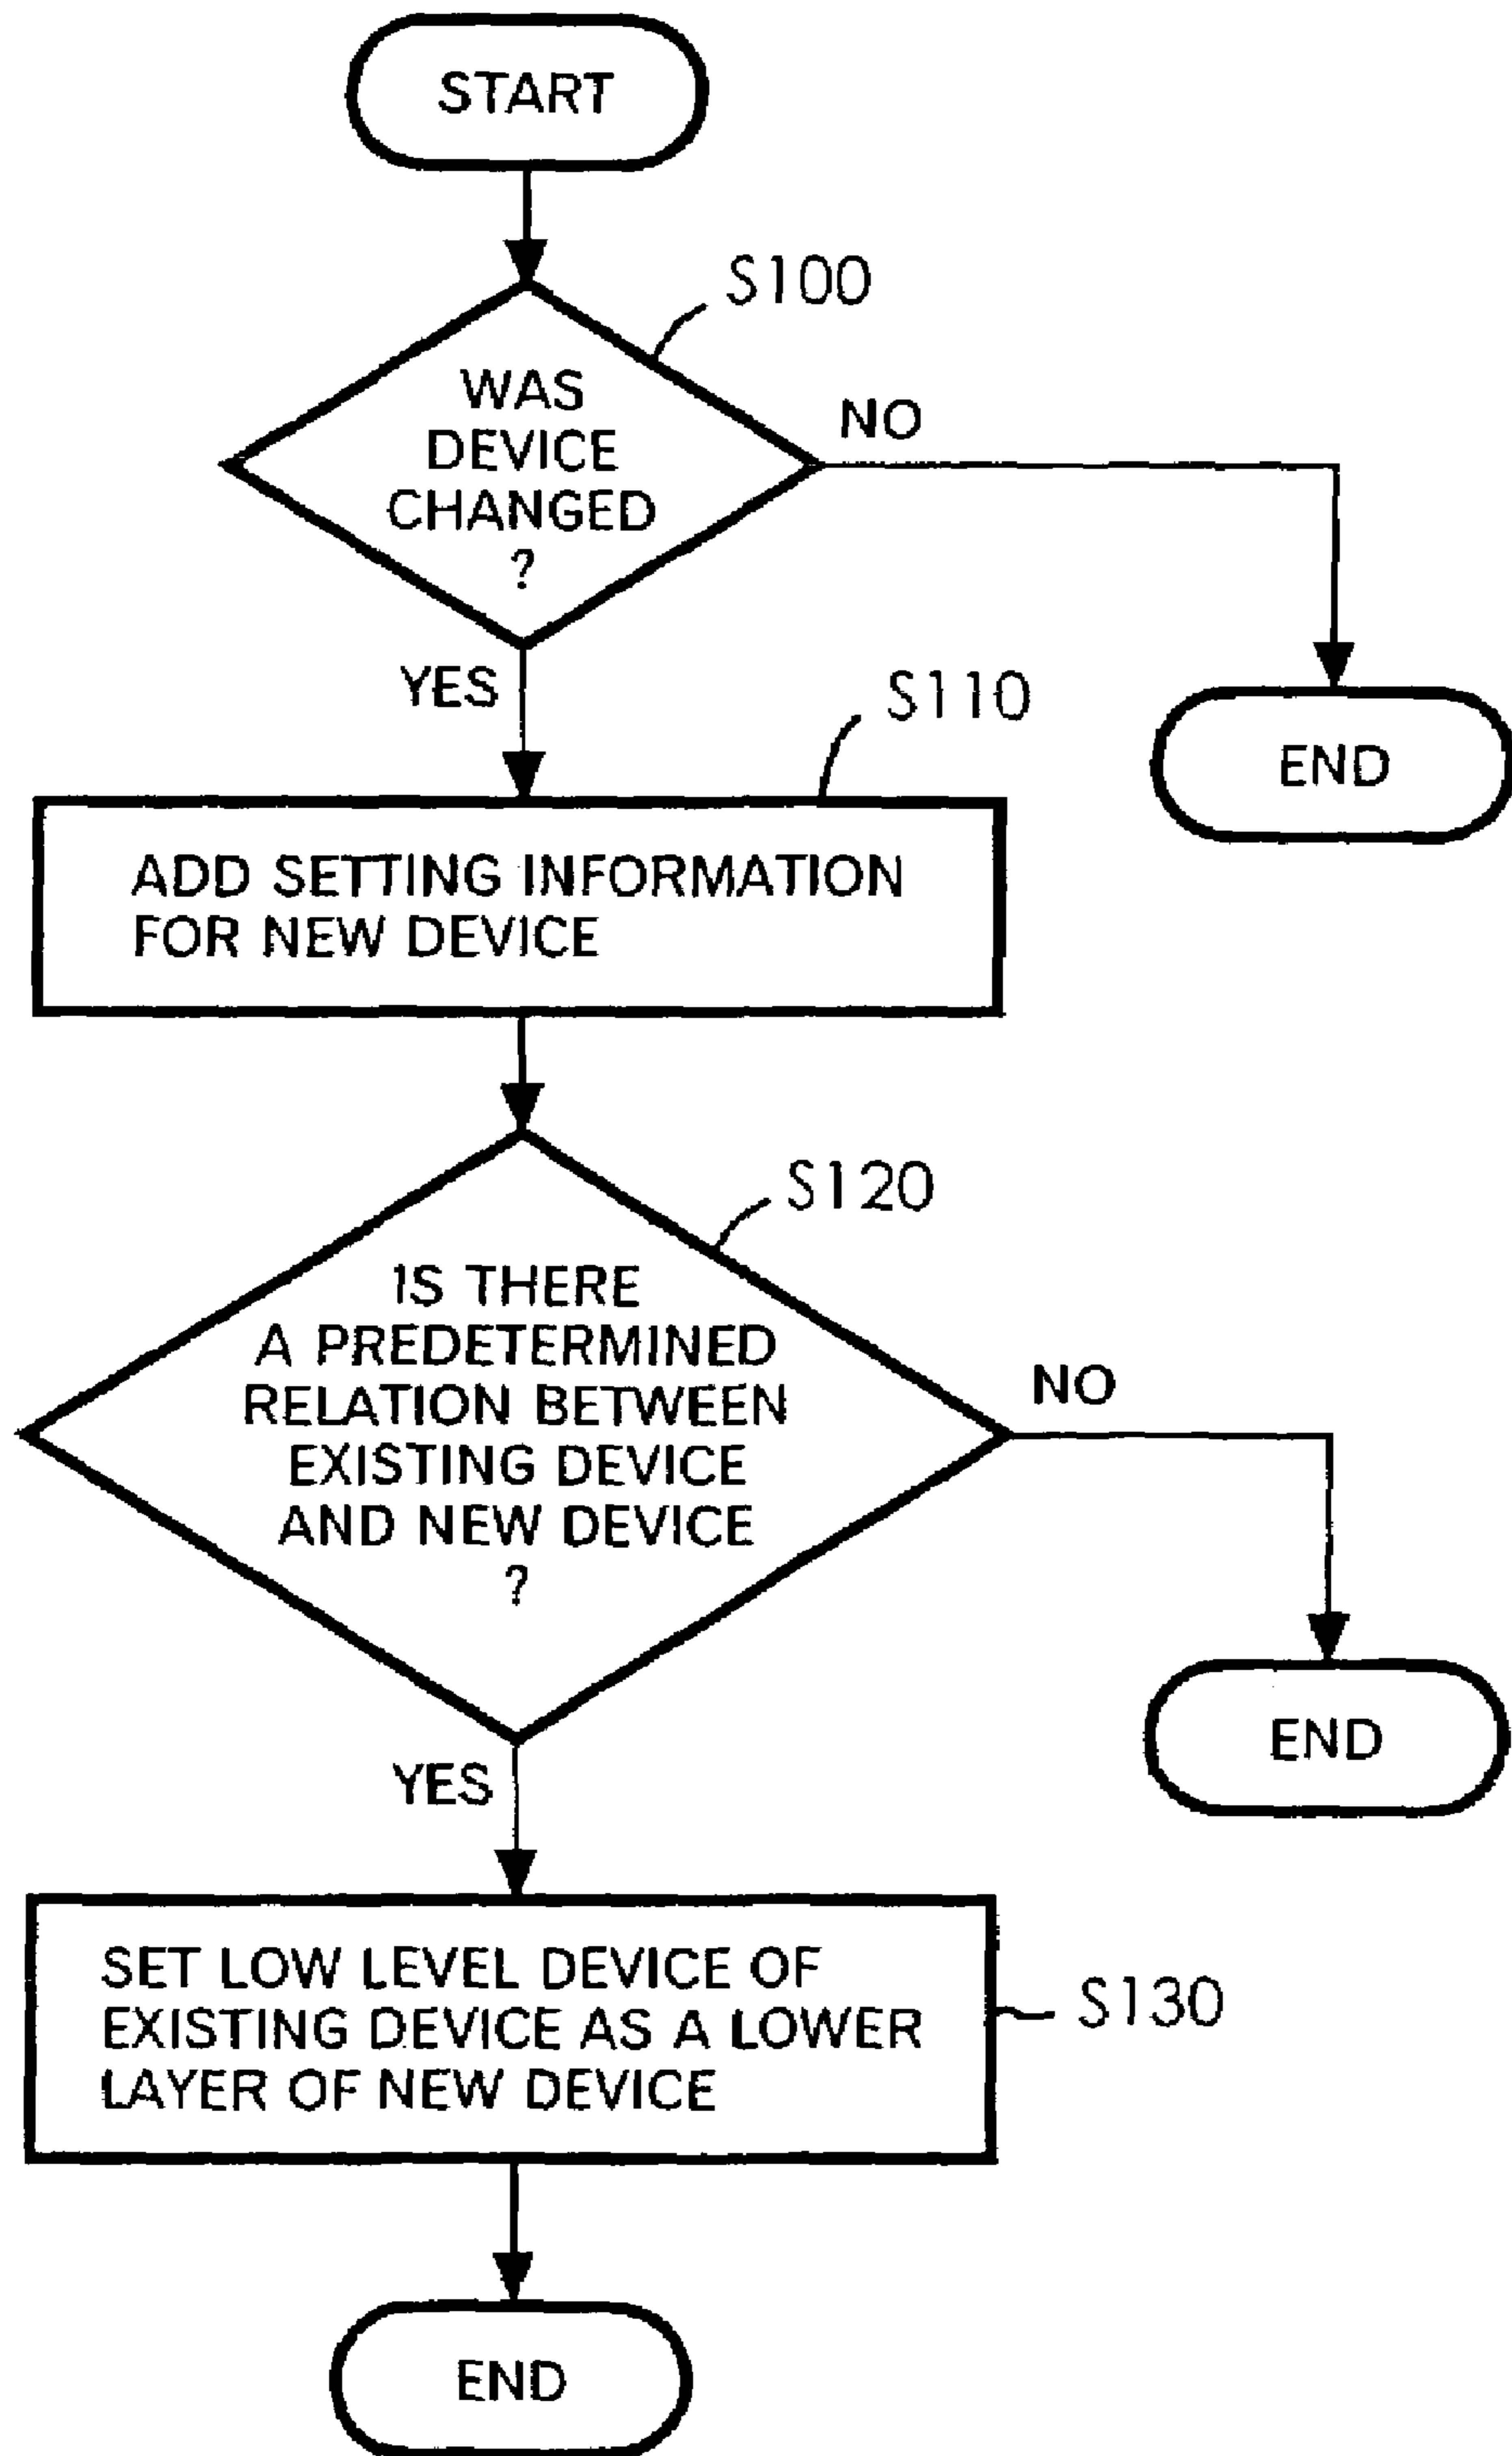 START
S100
WAS
DEVICE
CHANGED
?
NO
YES
S110
END
ADD SETTING INFORMATION
FOR NEW DEVICE
S120
IS THERE
A PREDETERMINED
RELATION BETWEEN
EXISTING DEVICE
AND NEW DEVICE
?
NO
END
YES
SET LOW LEVEL DEVICE OF
EXISTING DEVICE AS A LOWER
LAYER OF NEW DEVICE
S130
END